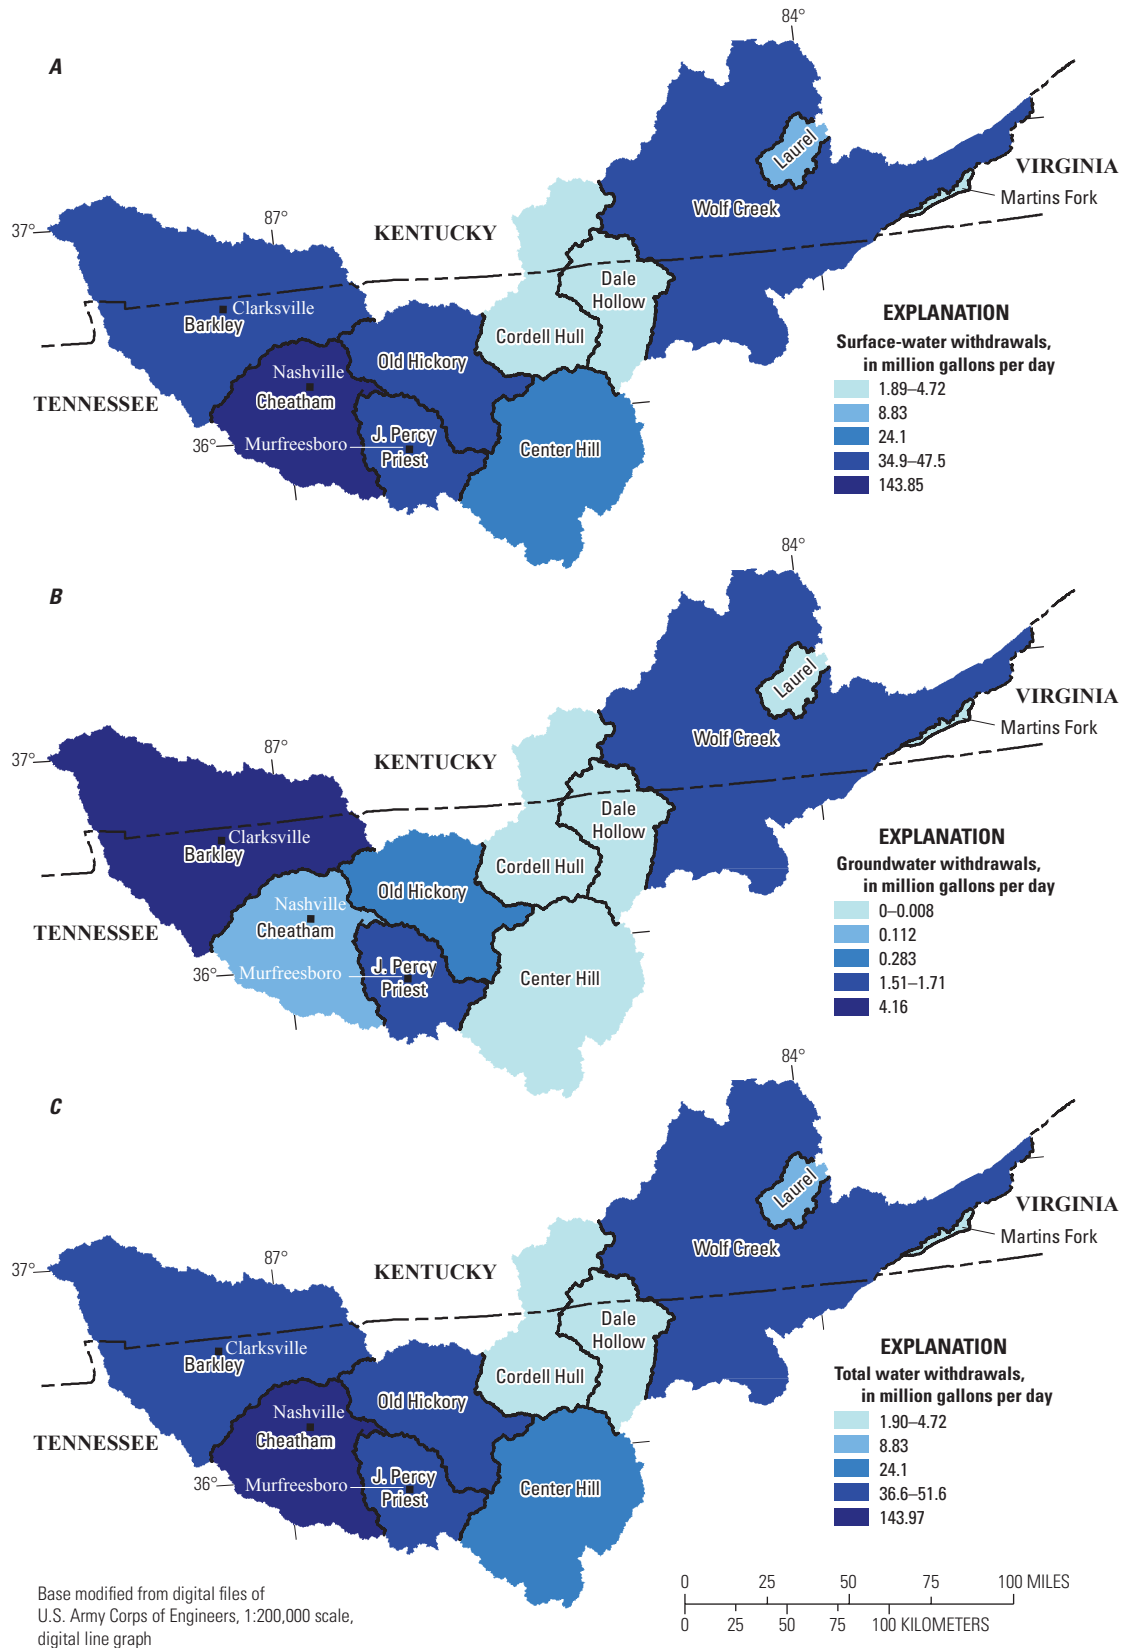 A
84°
37°
87°
KENTUCKY
VIRGINIA
Martins Fork
Laurel
Wolf Creek
Dale
Hollow
Cordell Hull
Clarksville
Barkley
Old Hickory
Nashville
Cheatham
TENNESSEE
36°
Murfreesboro
J. Percy
Priest
Center Hill
EXPLANATION
Surface-water withdrawals,
in million gallons per day
1.89–4.72
8.83
24.1
34.9–47.5
143.85
B
84°
37°
87°
KENTUCKY
VIRGINIA
Martins Fork
Laurel
Wolf Creek
Dale
Hollow
Cordell Hull
Clarksville
Barkley
Old Hickory
Nashville
Cheatham
TENNESSEE
36°
Murfreesboro
J. Percy
Priest
Center Hill
EXPLANATION
Groundwater withdrawals,
in million gallons per day
0–0.008
0.112
0.283
1.51–1.71
4.16
C
84°
37°
87°
KENTUCKY
VIRGINIA
Martins Fork
Laurel
Wolf Creek
Dale
Hollow
Cordell Hull
Clarksville
Barkley
Old Hickory
Nashville
Cheatham
TENNESSEE
36°
Murfreesboro
J. Percy
Priest
Center Hill
EXPLANATION
Total water withdrawals,
in million gallons per day
1.90–4.72
8.83
24.1
36.6–51.6
143.97
Base modified from digital files of
U.S. Army Corps of Engineers, 1:200,000 scale,
digital line graph
0 25 50 75 100 MILES
0 25 50 75 100 KILOMETERS